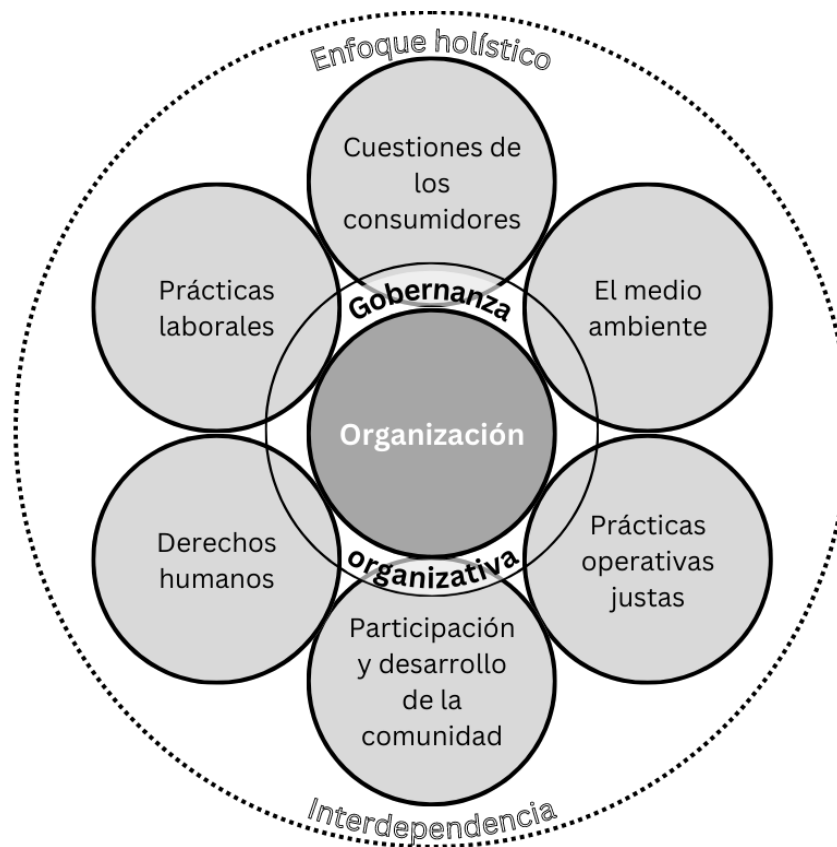 Enfoque holístico
Cuestiones de
los
consumidores
Prácticas
laborales
El medio
ambiente
Gobernanza
Organización
organizativa
Derechos
humanos
Prácticas
operativas
justas
Participación
y desarrollo
de la
comunidad
Interdependencia